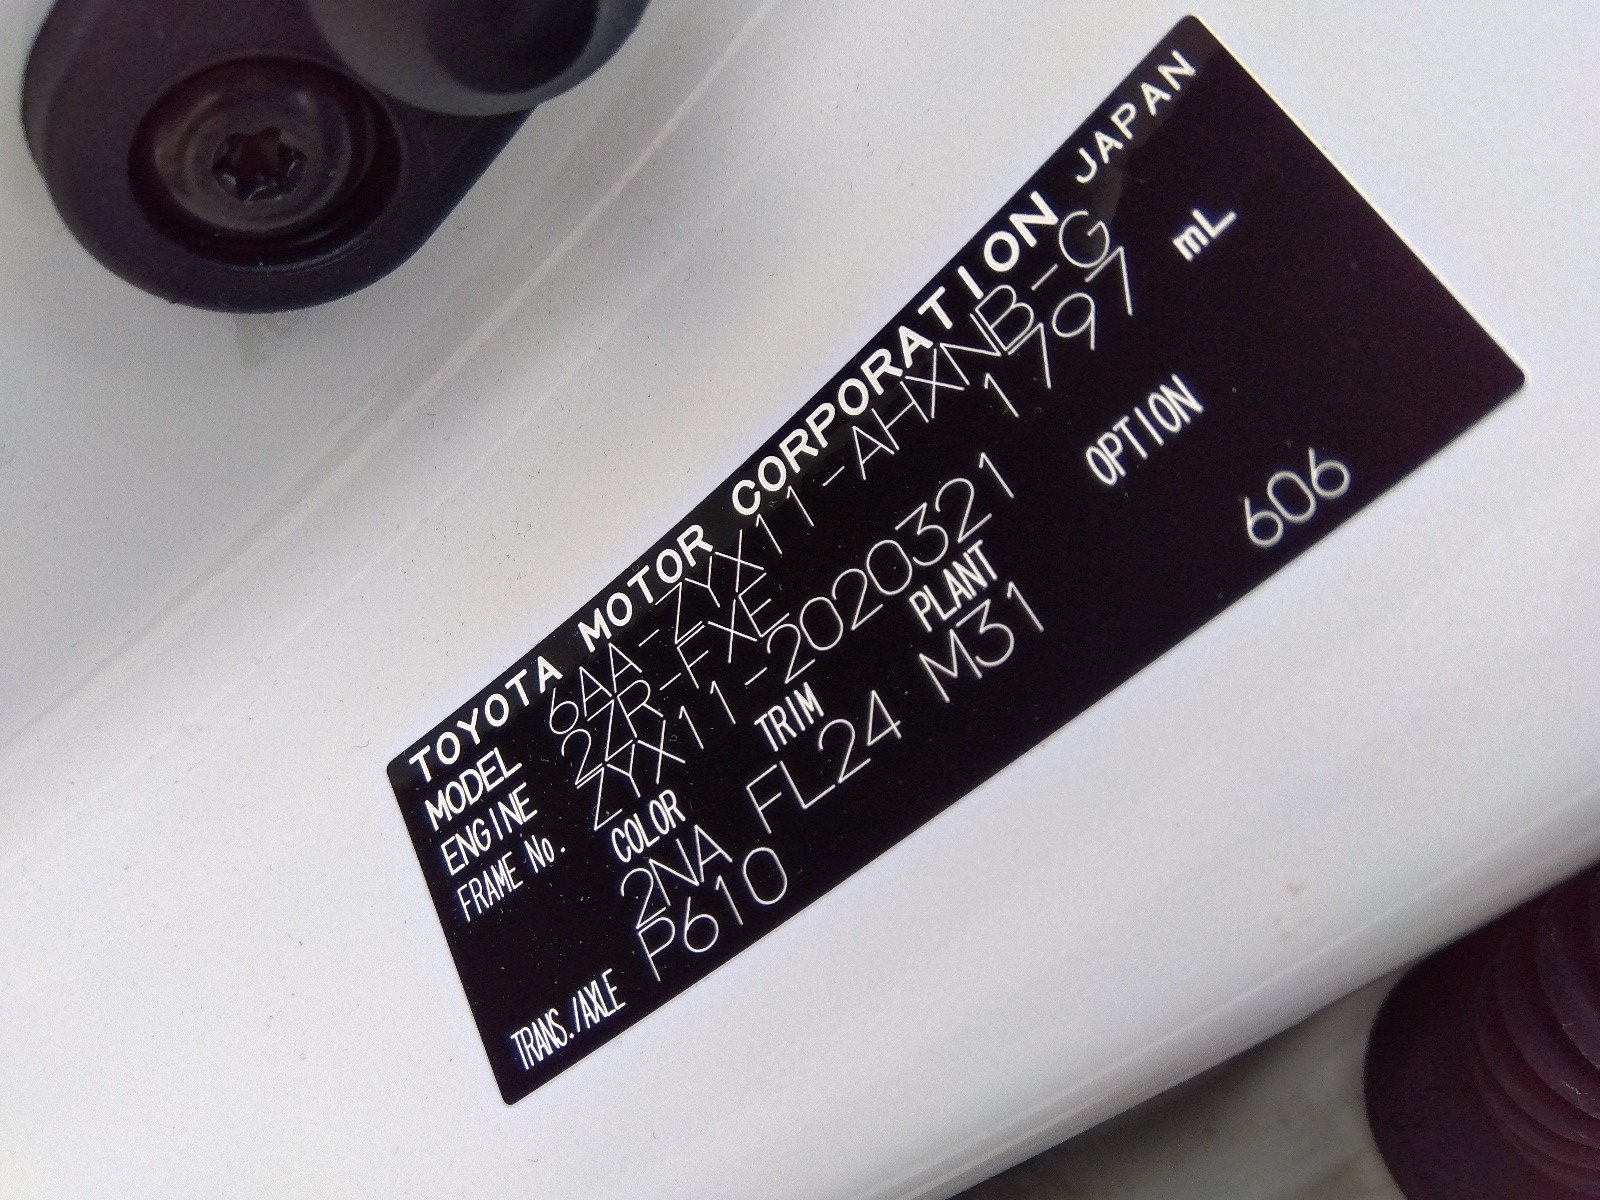 TOYOTA MOTOR CORPORATION JAPAN
MODEL 6AA-ZYX11-AHXNB-G
ENGINE 2ZR-FXE 1797 mL
FRAME No. ZYX11-2020321
COLOR TRIM PLANT OPTION
2NA FL24 M31 606
TRANS./AXLE P610